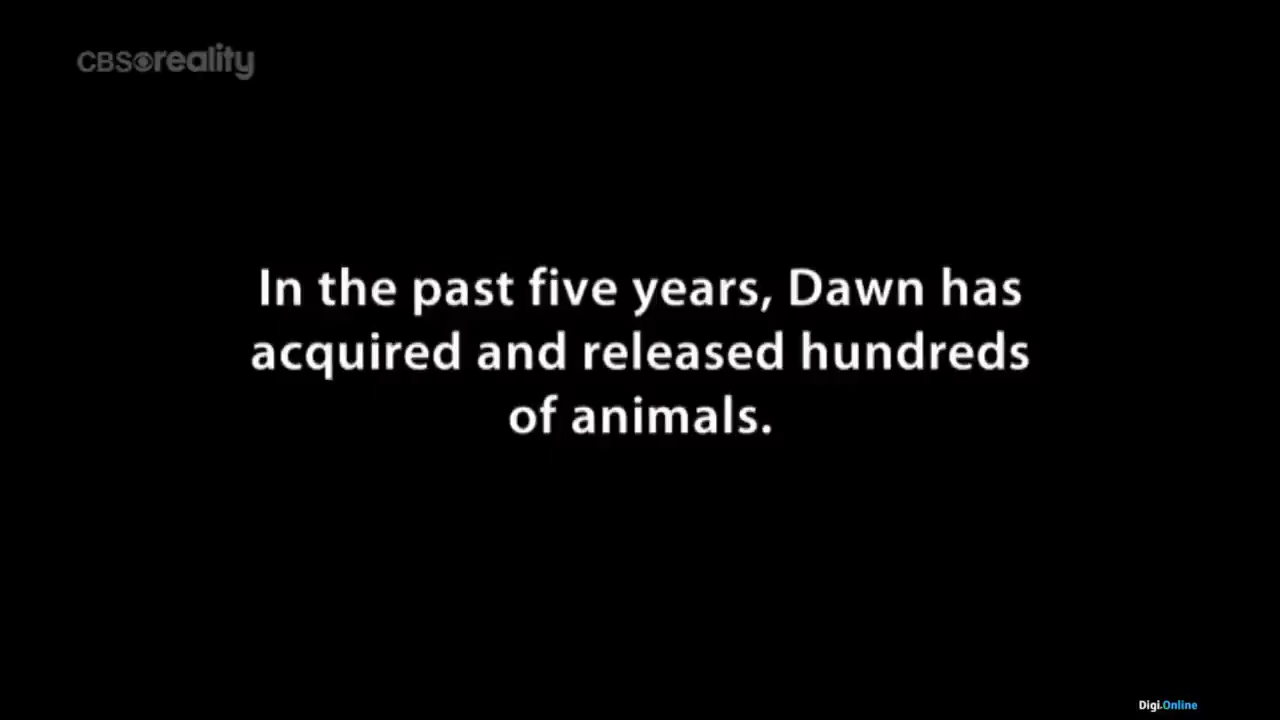 CBS reality
In the past five years, Dawn has
acquired and released hundreds
of animals.
Digi.Online